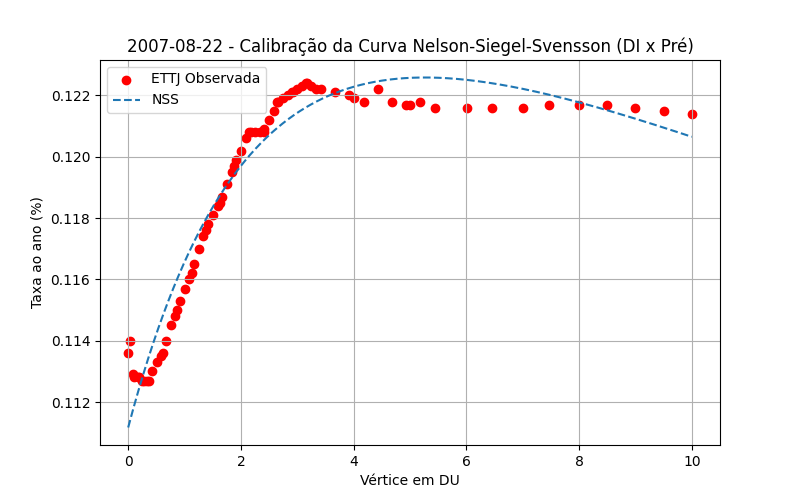 2007-08-22 - Calibração da Curva Nelson-Siegel-Svensson (DI x Pré)
ETTJ Observada
NSS
0.122
0.120
0.118
0.116
0.114
0.112
Taxa ao ano (%)
0 2 4 6 8 10
Vértice em DU